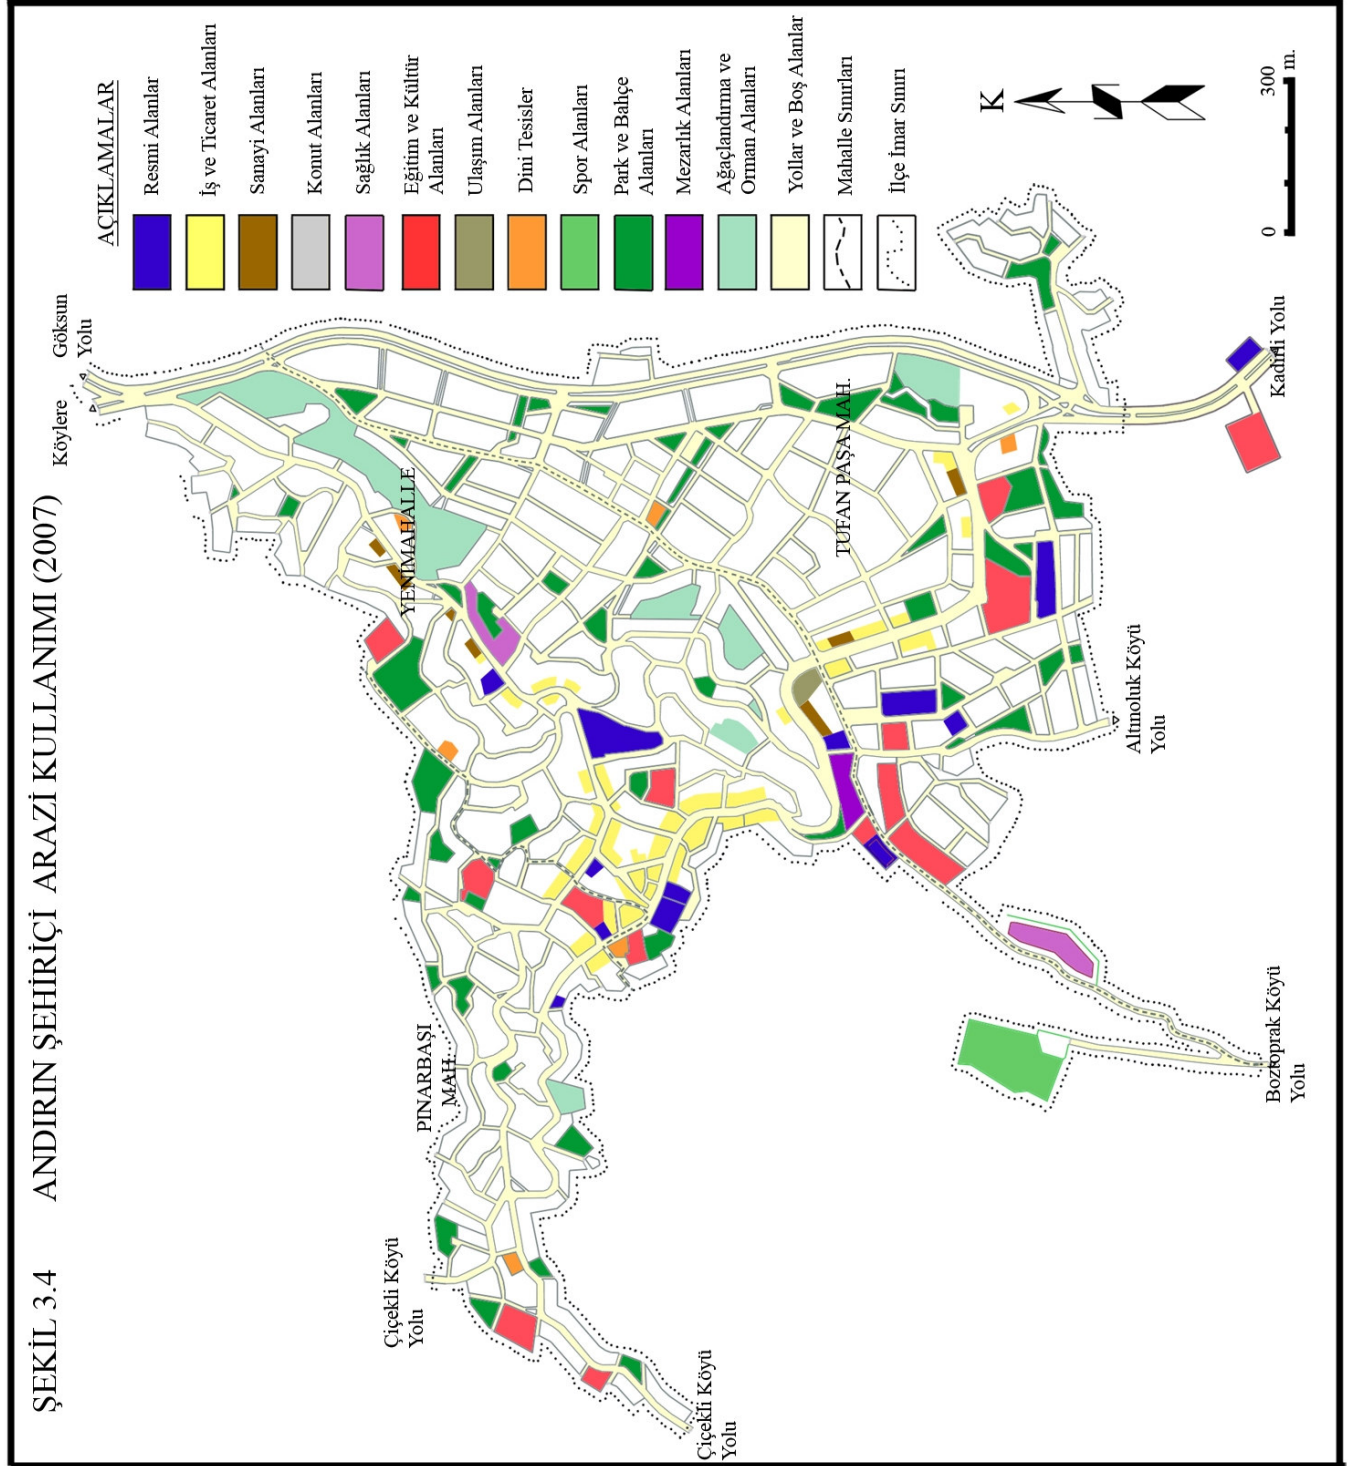 ŞEKİL 3.4 ANDIRIN ŞEHİRİÇİ ARAZİ KULLANIMI (2007)
Köylere
Göksun
Yolu
AÇIKLAMALAR
Resmi Alanlar
İş ve Ticaret Alanları
Sanayi Alanları
Konut Alanları
Sağlık Alanları
Eğitim ve Kültür
Alanları
Ulaşım Alanları
Dini Tesisler
Spor Alanları
Park ve Bahçe
Alanları
Mezarlık Alanları
Ağaçlandırma ve
Orman Alanları
Yollar ve Boş Alanlar
Mahalle Sınırları
İlçe İmar Sınırı
K
0 300 m.
YENİMAHALLE
TUFAN PAŞA MAH.
PINARBAŞI
MAH.
Çiçekli Köyü
Yolu
Çiçekli Köyü
Yolu
Altınoluk Köyü
Yolu
Kadirli Yolu
Boztoprak Köyü
Yolu